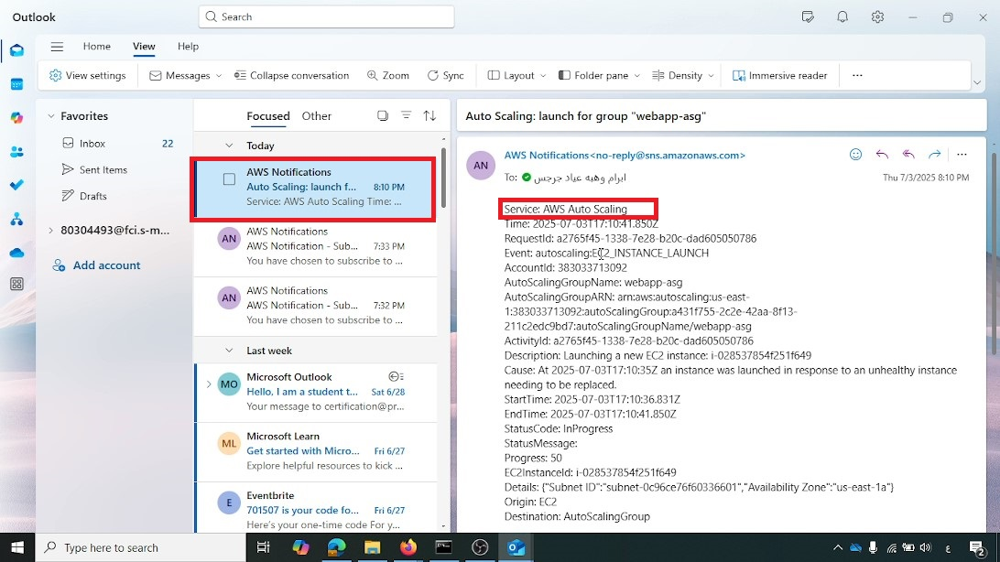 Outlook
Search
Home View Help
View settings Messages Collapse conversation Zoom Sync Layout Folder pane Density Immersive reader ...
Favorites
Inbox 22
Sent Items
Drafts
80304493@fci.s-m...
Add account
Focused Other
Today
AWS Notifications
Auto Scaling: launch f... 8:10 PM
Service: AWS Auto Scaling Time: ...
AN
AWS Notifications
AWS Notification - Sub... 7:33 PM
You have chosen to subscribe to ...
AN
AWS Notifications
AWS Notification - Sub... 7:32 PM
You have chosen to subscribe to ...
Last week
MO
Microsoft Outlook
Hello, I am a student t... Sat 6/28
Your message to certification@pr...
ML
Microsoft Learn
Get started with Micro... Fri 6/27
Explore helpful resources to kick ...
E
Eventbrite
701507 is your code fo... Fri 6/27
Here's your one-time code For y...
Auto Scaling: launch for group "webapp-asg"
AN
AWS Notifications<no-reply@sns.amazonaws.com>
To: ابرام وهبه عياد جرجس
Thu 7/3/2025 8:10 PM
Service: AWS Auto Scaling
Time: 2025-07-03T17:10:41.850Z
RequestId: a2765f45-1338-7e28-b20c-dad605050786
Event: autoscaling:EC2_INSTANCE_LAUNCH
AccountId: 383033713092
AutoScalingGroupName: webapp-asg
AutoScalingGroupARN: arn:aws:autoscaling:us-east-
1:383033713092:autoScalingGroup:a431f755-2c2e-42aa-8f13-
211c2edc9bd7:autoScalingGroupName/webapp-asg
ActivityId: a2765f45-1338-7e28-b20c-dad605050786
Description: Launching a new EC2 instance: i-028537854f251f649
Cause: At 2025-07-03T17:10:35Z an instance was launched in response to an unhealthy instance
needing to be replaced.
StartTime: 2025-07-03T17:10:36.831Z
EndTime: 2025-07-03T17:10:41.850Z
StatusCode: InProgress
StatusMessage:
Progress: 50
EC2InstanceId: i-028537854f251f649
Details: {"Subnet ID":"subnet-0c96ce76f60336601","Availability Zone":"us-east-1a"}
Origin: EC2
Destination: AutoScalingGroup
Type here to search
ع
2